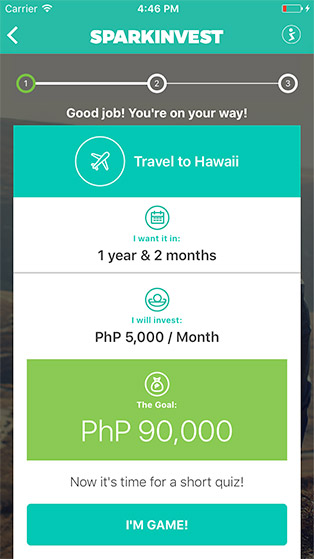 Carrier 4:46 PM
SPARKINVEST
1 2 3
Good job! You're on your way!
Travel to Hawaii
I want it in:
1 year & 2 months
I will invest:
PhP 5,000 / Month
The Goal:
PhP 90,000
Now it's time for a short quiz!
I'M GAME!